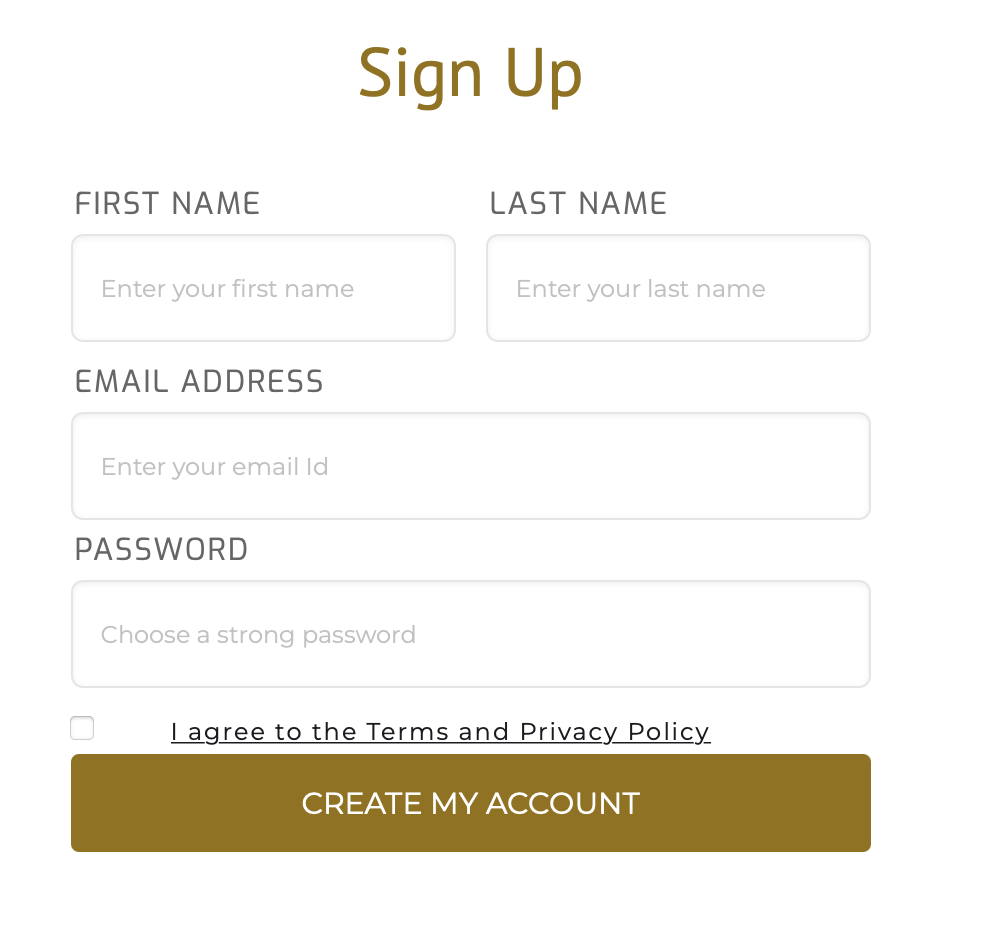 Sign Up
FIRST NAME
LAST NAME
Enter your first name
Enter your last name
EMAIL ADDRESS
Enter your email Id
PASSWORD
Choose a strong password
I agree to the Terms and Privacy Policy
CREATE MY ACCOUNT